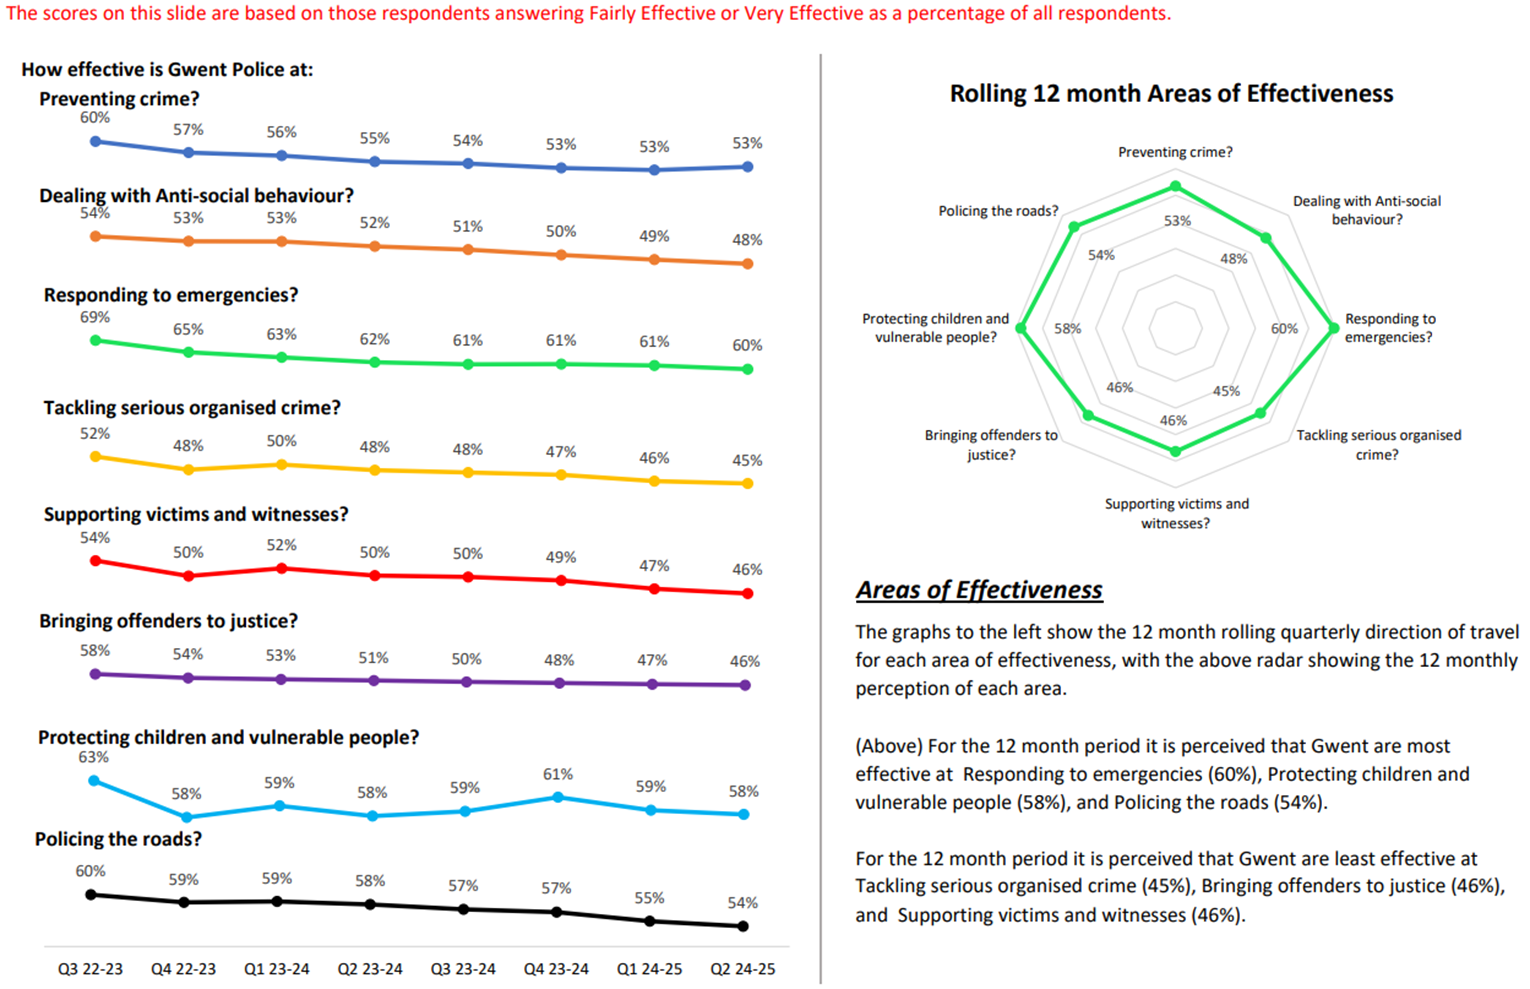 The scores on this slide are based on those respondents answering Fairly Effective or Very Effective as a percentage of all respondents.
How effective is Gwent Police at:
Preventing crime?
60% 57% 56% 55% 54% 53% 53% 53%
Dealing with Anti-social behaviour?
54% 53% 53% 52% 51% 50% 49% 48%
Responding to emergencies?
69% 65% 63% 62% 61% 61% 61% 60%
Tackling serious organised crime?
52% 48% 50% 48% 48% 47% 46% 45%
Supporting victims and witnesses?
54% 50% 52% 50% 50% 49% 47% 46%
Bringing offenders to justice?
58% 54% 53% 51% 50% 48% 47% 46%
Protecting children and vulnerable people?
63% 58% 59% 58% 59% 61% 59% 58%
Policing the roads?
60% 59% 59% 58% 57% 57% 55% 54%
Q3 22-23 Q4 22-23 Q1 23-24 Q2 23-24 Q3 23-24 Q4 23-24 Q1 24-25 Q2 24-25
Rolling 12 month Areas of Effectiveness
Preventing crime?
Dealing with Anti-social
behaviour?
Responding to
emergencies?
Tackling serious organised
crime?
Supporting victims and
witnesses?
Bringing offenders to
justice?
Protecting children and
vulnerable people?
Policing the roads?
53%
48%
60%
45%
46%
46%
58%
54%
Areas of Effectiveness
The graphs to the left show the 12 month rolling quarterly direction of travel
for each area of effectiveness, with the above radar showing the 12 monthly
perception of each area.
(Above) For the 12 month period it is perceived that Gwent are most
effective at  Responding to emergencies (60%), Protecting children and
vulnerable people (58%), and Policing the roads (54%).
For the 12 month period it is perceived that Gwent are least effective at
Tackling serious organised crime (45%), Bringing offenders to justice (46%),
and  Supporting victims and witnesses (46%).